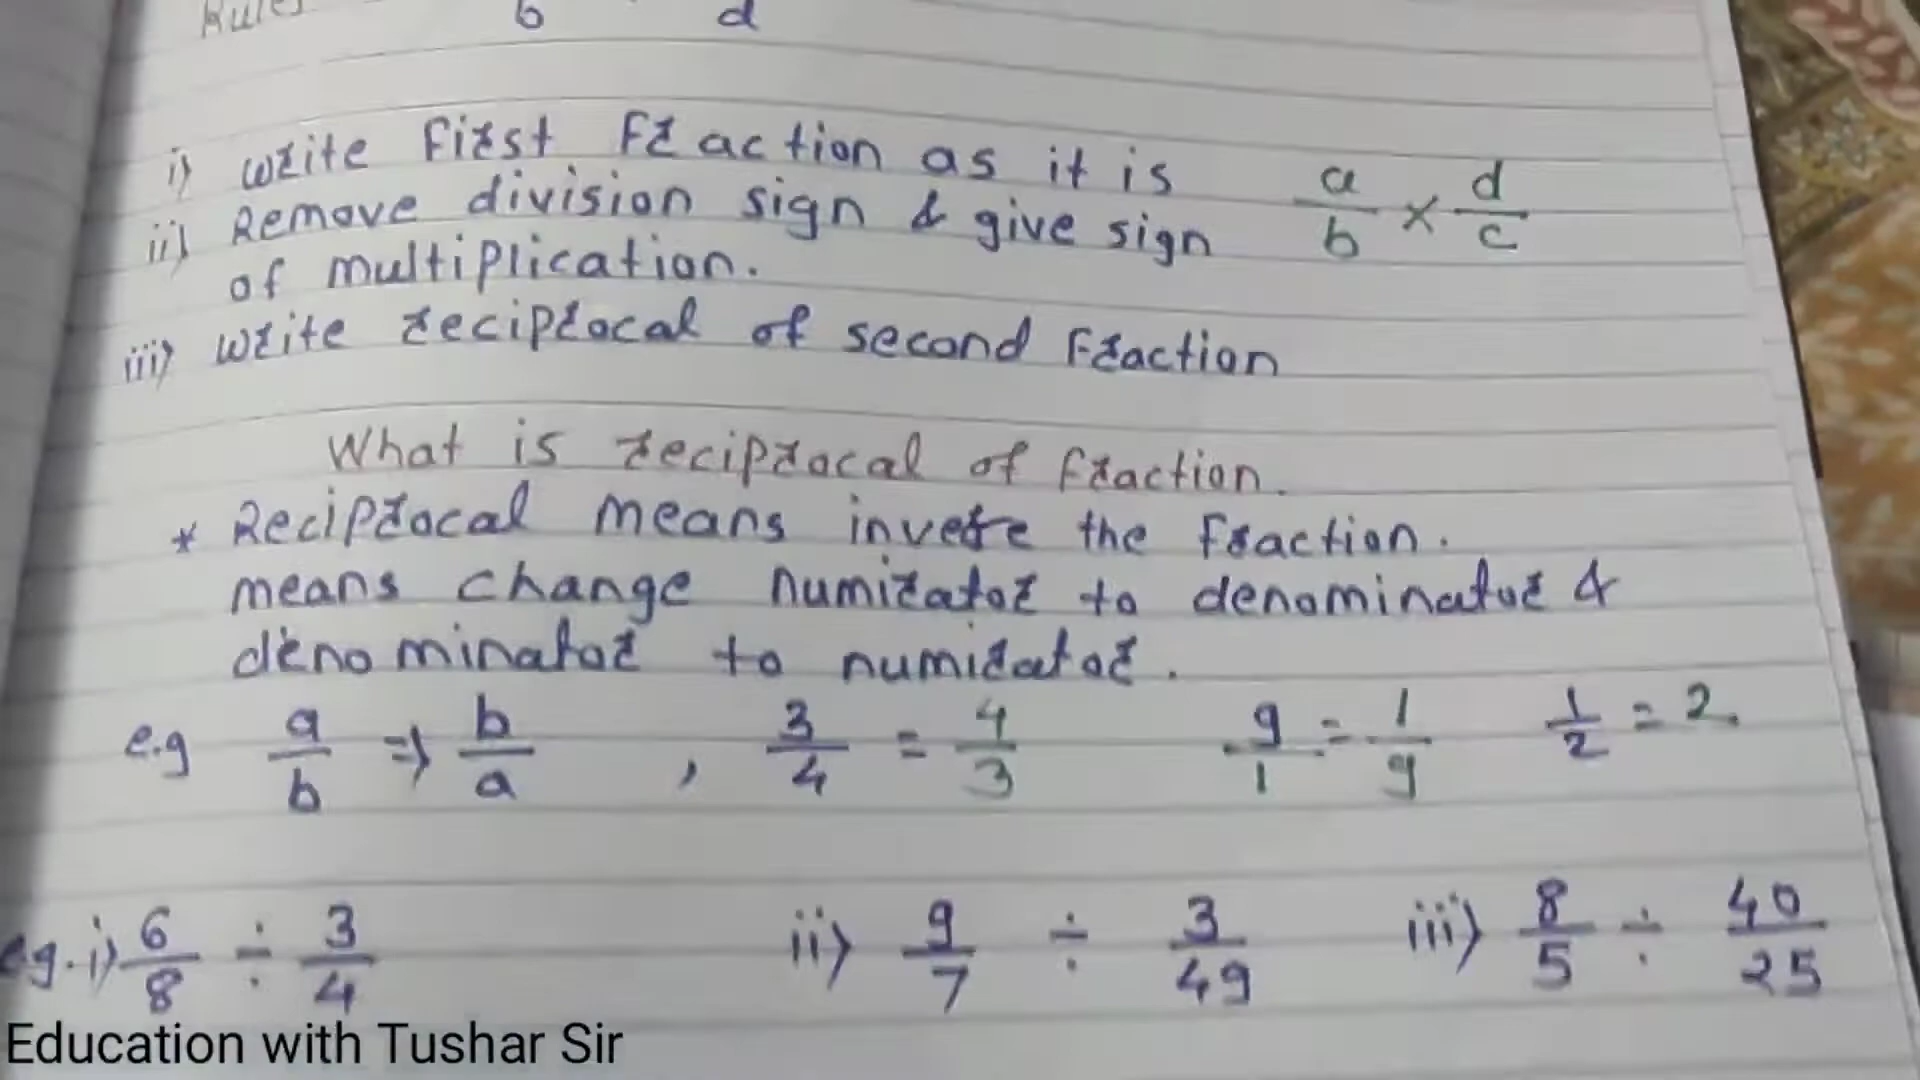 Rules b d
i) write first fraction as it is a/b × d/c
ii) Remove division sign & give sign
of multiplication.
iii) write reciprocal of second fraction
What is reciprocal of fraction.
* Reciprocal means invere the fraction.
means change numirator to denominator &
denominator to numirator.
e.g a/b ⇒ b/a , 3/4 = 4/3 9/1 = 1/9 1/2 = 2.
eg. i) 6/8 ÷ 3/4 ii) 9/7 ÷ 3/49 iii) 8/5 ÷ 40/25
Education with Tushar Sir